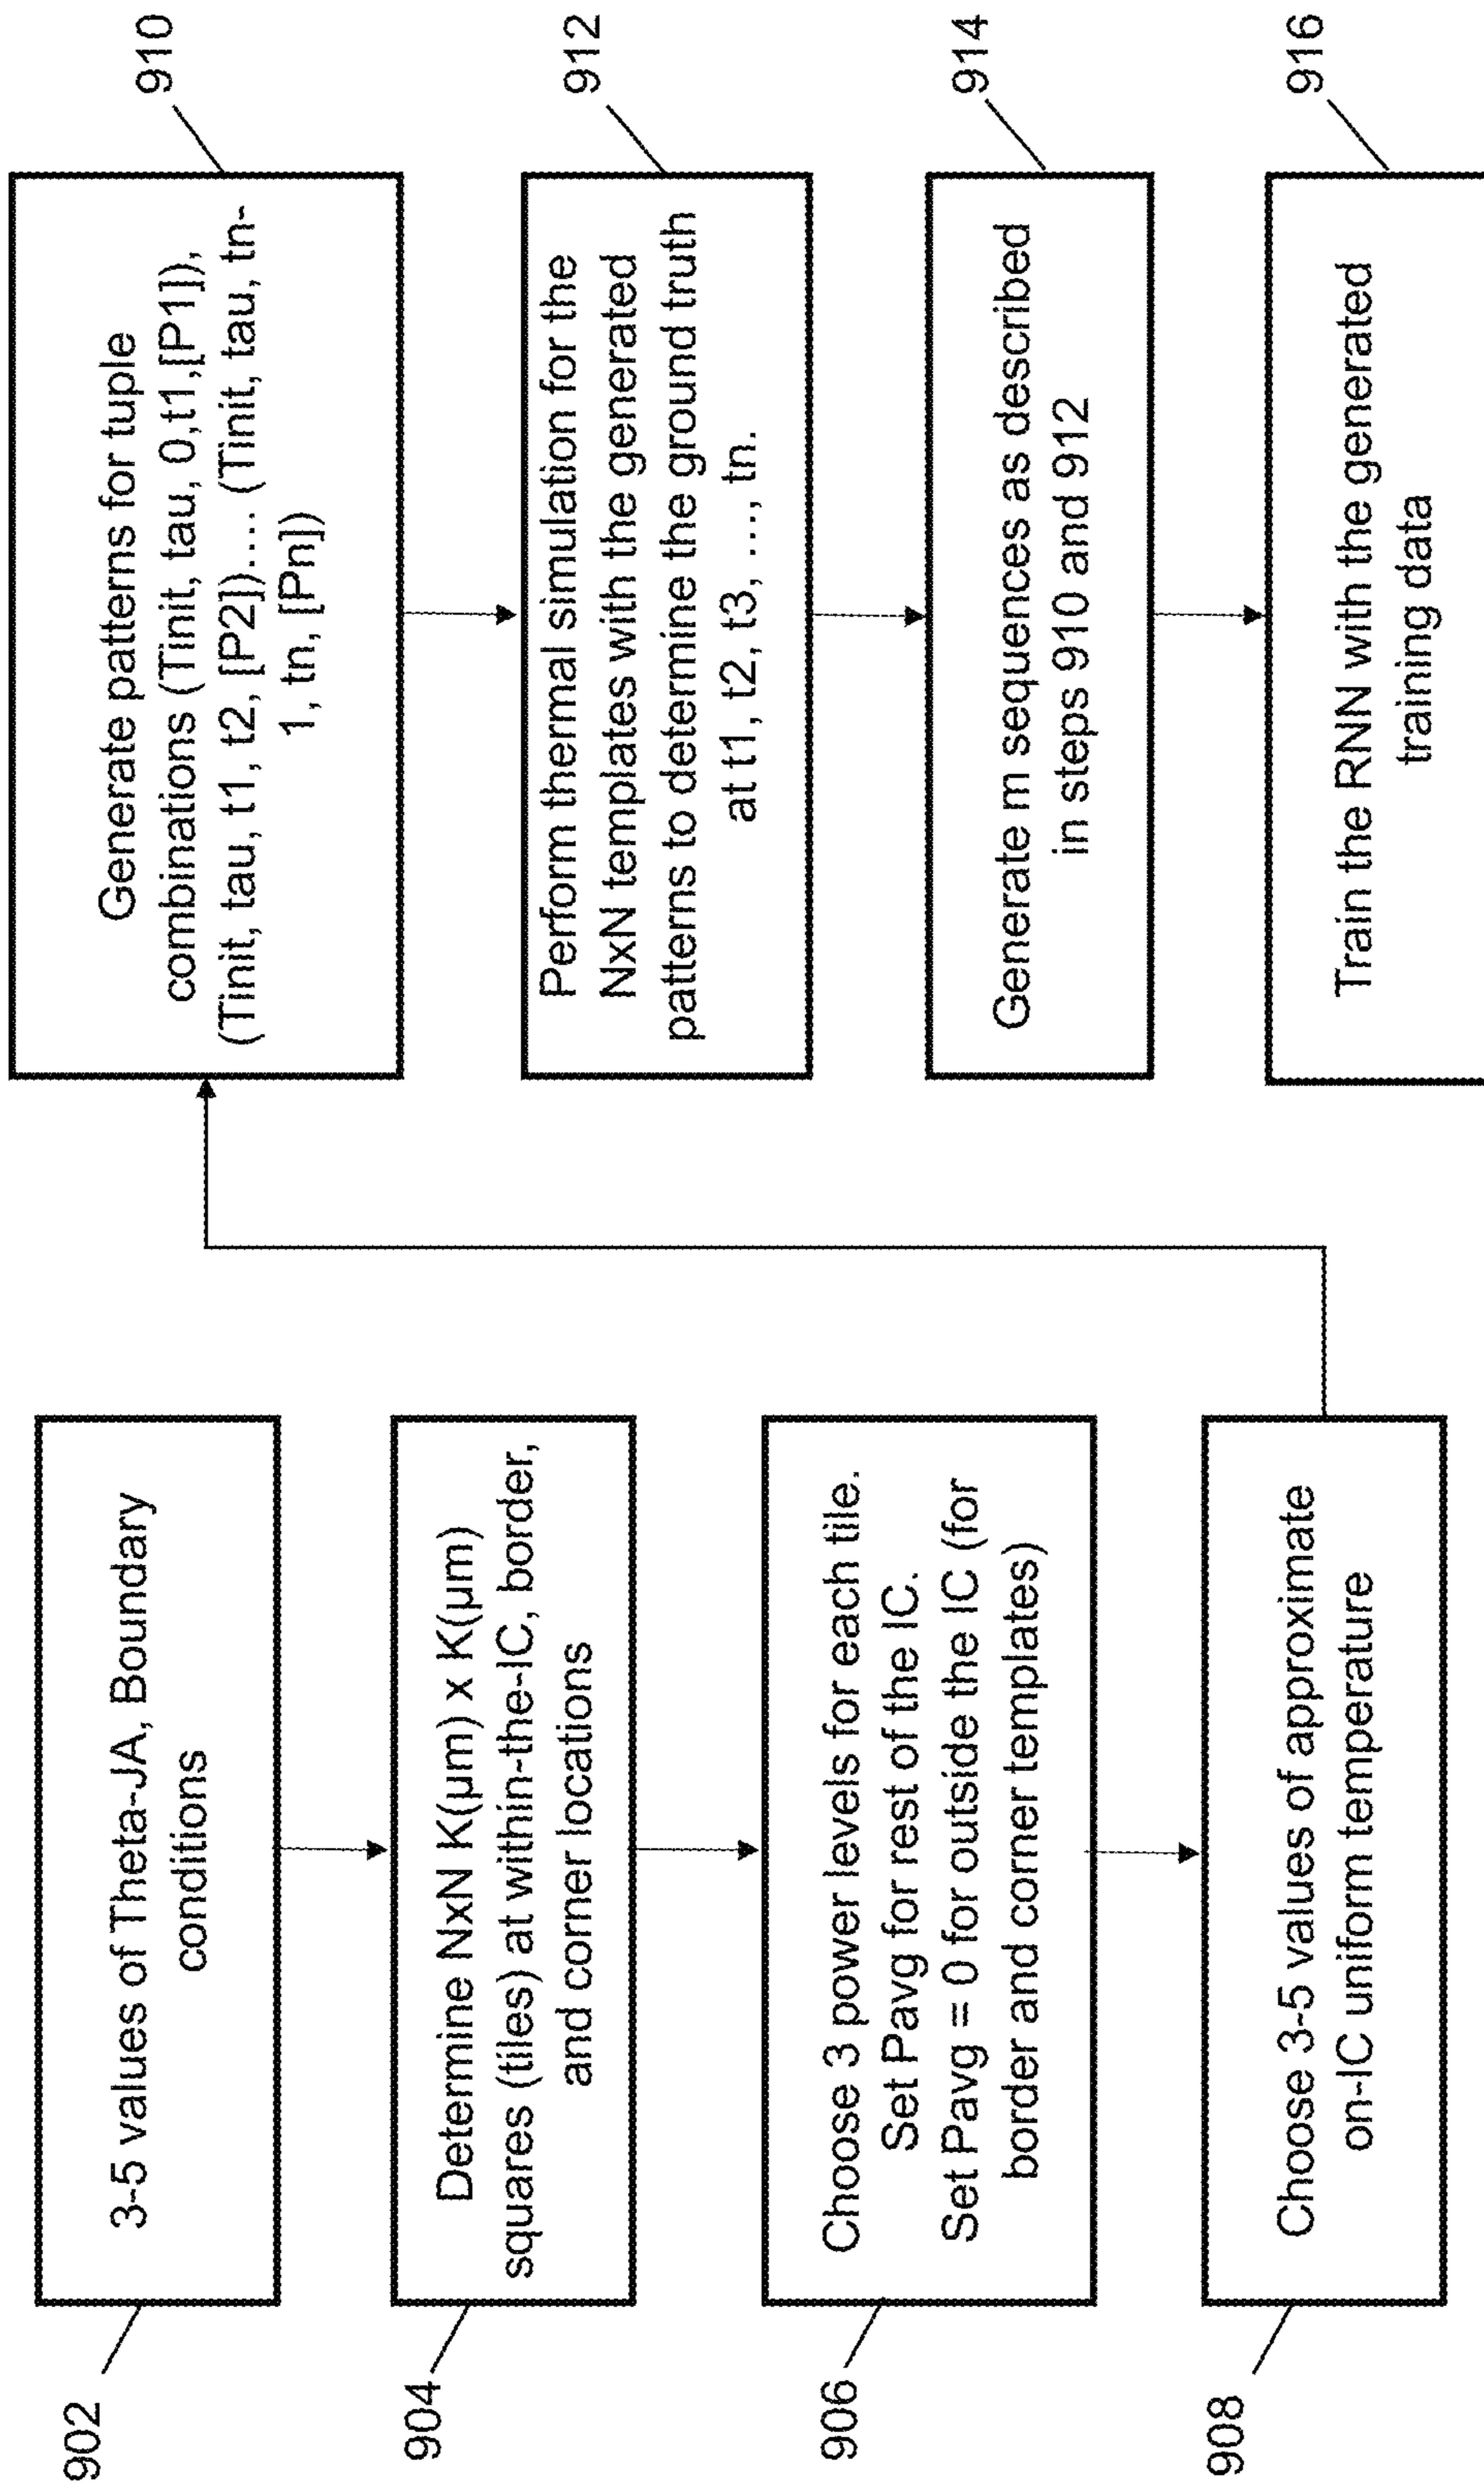 902
3-5 values of Theta-JA, Boundary
conditions
904
Determine NxN K(µm) x K(µm)
squares (tiles) at within-the-IC, border,
and corner locations
906
Choose 3 power levels for each tile.
Set Pavg for rest of the IC.
Set Pavg = 0 for outside the IC (for
border and corner templates)
908
Choose 3-5 values of approximate
on-IC uniform temperature
910
Generate patterns for tuple
combinations (Tinit, tau, 0,t1,[P1]),
(Tinit, tau, t1, t2, [P2]).... (Tinit, tau, tn-
1, tn, [Pn])
912
Perform thermal simulation for the
NxN templates with the generated
patterns to determine the ground truth
at t1, t2, t3, ..., tn.
914
Generate m sequences as described
in steps 910 and 912
916
Train the RNN with the generated
training data